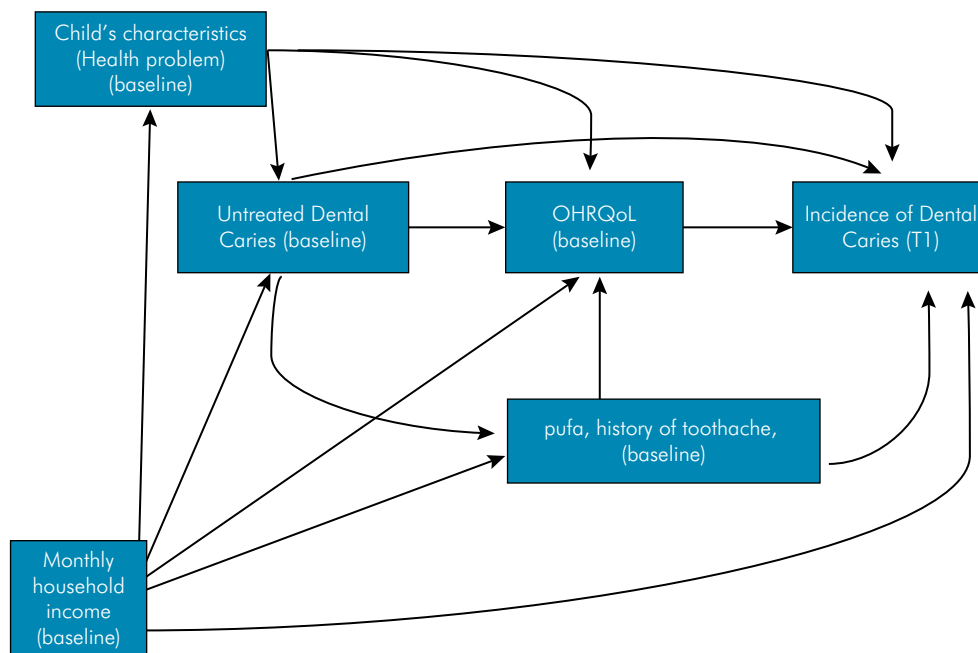 Child’s characteristics
(Health problem)
(baseline)
Untreated Dental
Caries (baseline)
OHRQoL
(baseline)
Incidence of Dental
Caries (T1)
pufa, history of toothache,
(baseline)
Monthly
household
income
(baseline)